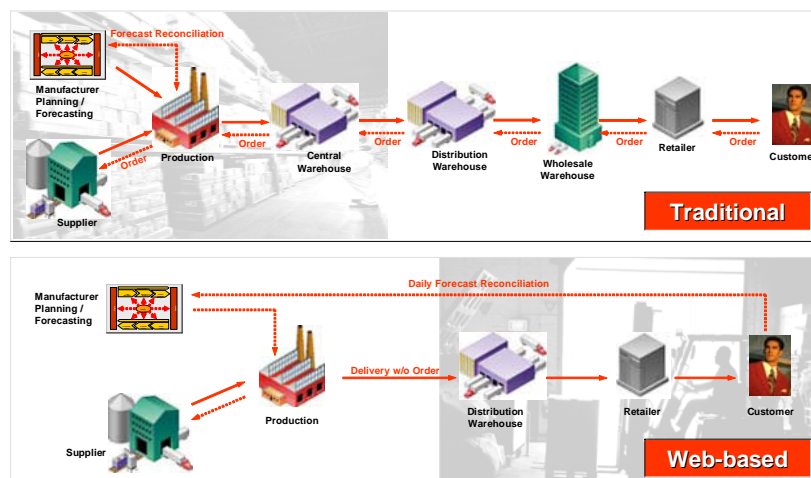 Forecast Reconciliation
Manufacturer
Planning /
Forecasting
Production
Order
Order
Supplier
Central
Warehouse
Order
Distribution
Warehouse
Order
Wholesale
Warehouse
Order
Retailer
Order
Customer
Traditional
Daily Forecast Reconciliation
Manufacturer
Planning /
Forecasting
Delivery w/o Order
Production
Distribution
Warehouse
Retailer
Customer
Supplier
Web-based